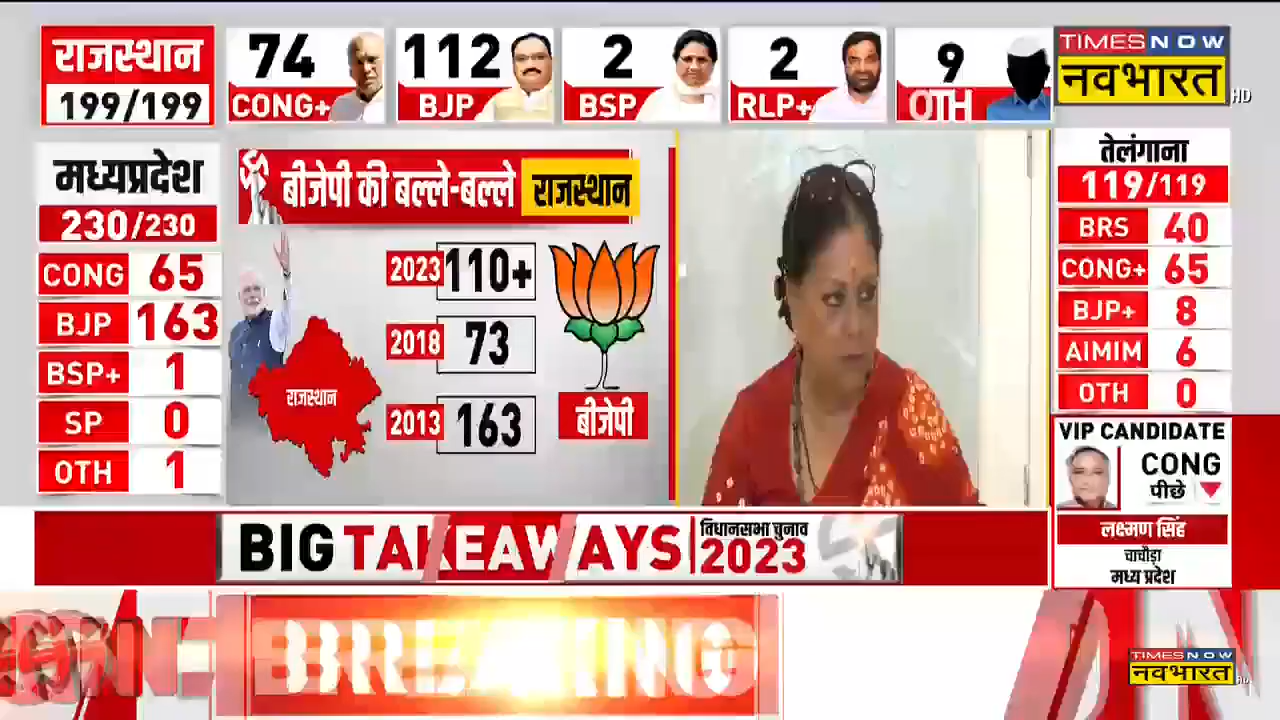 राजस्थान
199/199
74
CONG+
112
BJP
2
BSP
2
RLP+
9
OTH
TIMES NOW
नवभारत
HD
मध्यप्रदेश
230/230
CONG 65
BJP 163
BSP+ 1
SP 0
OTH 1
बीजेपी की बल्ले-बल्ले राजस्थान
2023 110+
2018 73
2013 163
राजस्थान
बीजेपी
तेलंगाना
119/119
BRS 40
CONG+ 65
BJP+ 8
AIMIM 6
OTH 0
VIP CANDIDATE
CONG
पीछे
लक्ष्मण सिंह
चाचौड़ा
मध्य प्रदेश
BIG TAKEAWAYS
विधानसभा चुनाव
2023
BREAKING
TIMES NOW
नवभारत
HD